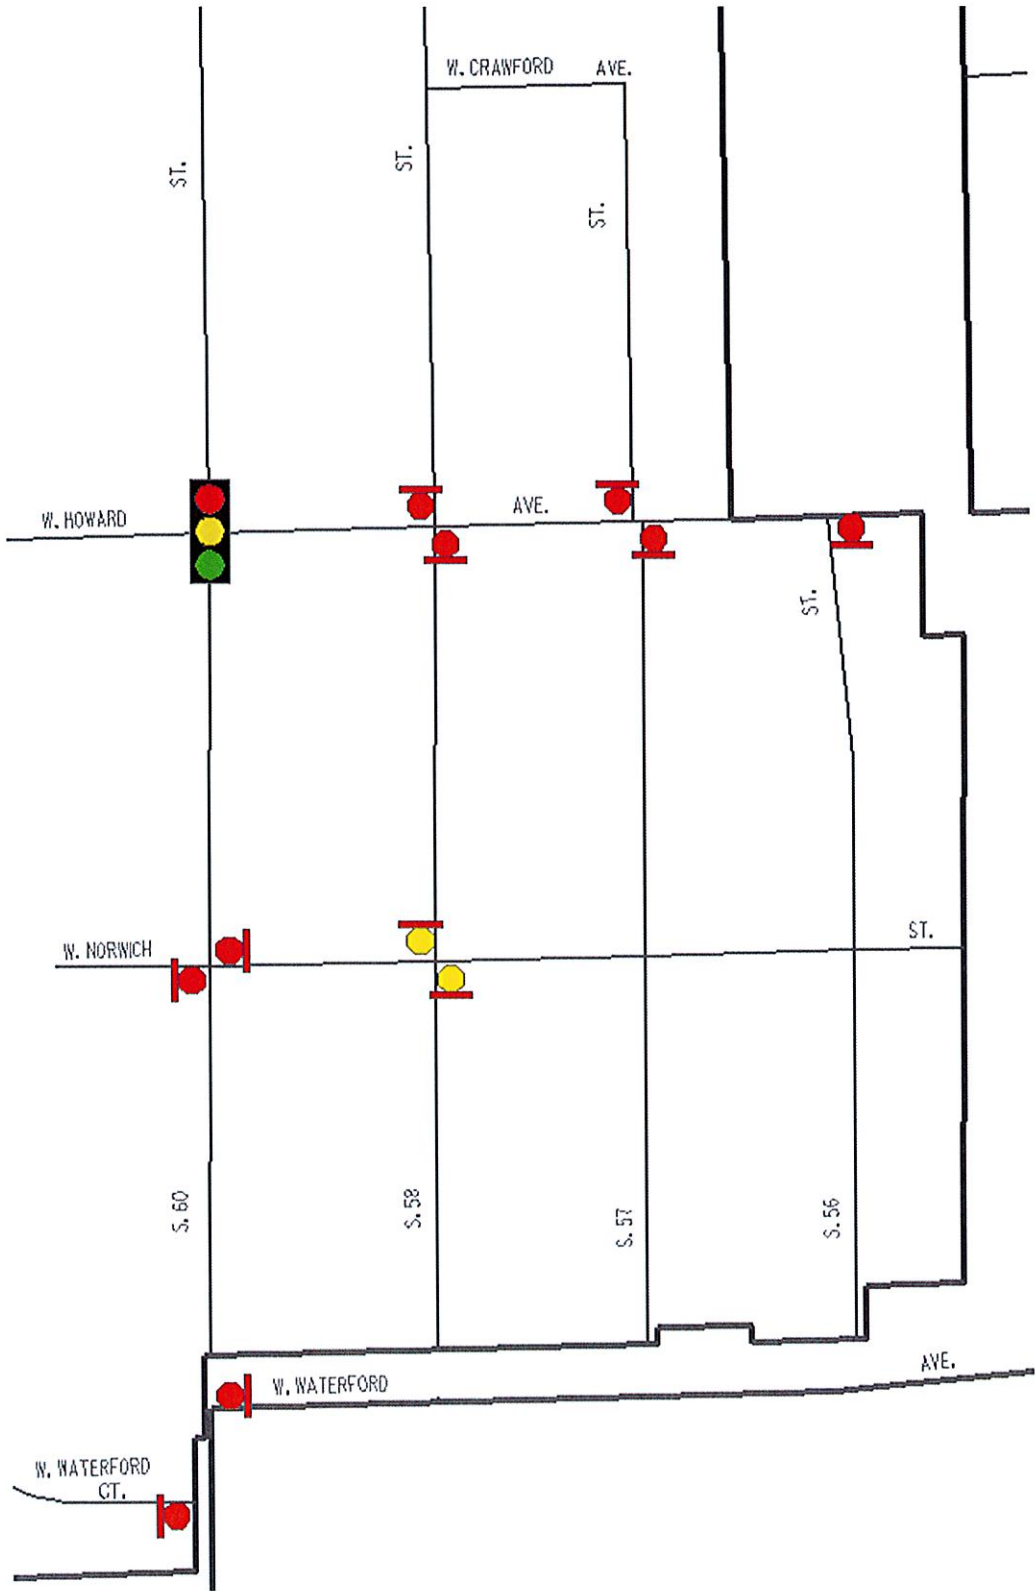 W. CRAWFORD AVE.
ST.
ST.
ST.
W. HOWARD AVE.
ST.
W. NORWICH ST.
S. 60
S. 58
S. 57
S. 56
W. WATERFORD AVE.
W. WATERFORD
CT.